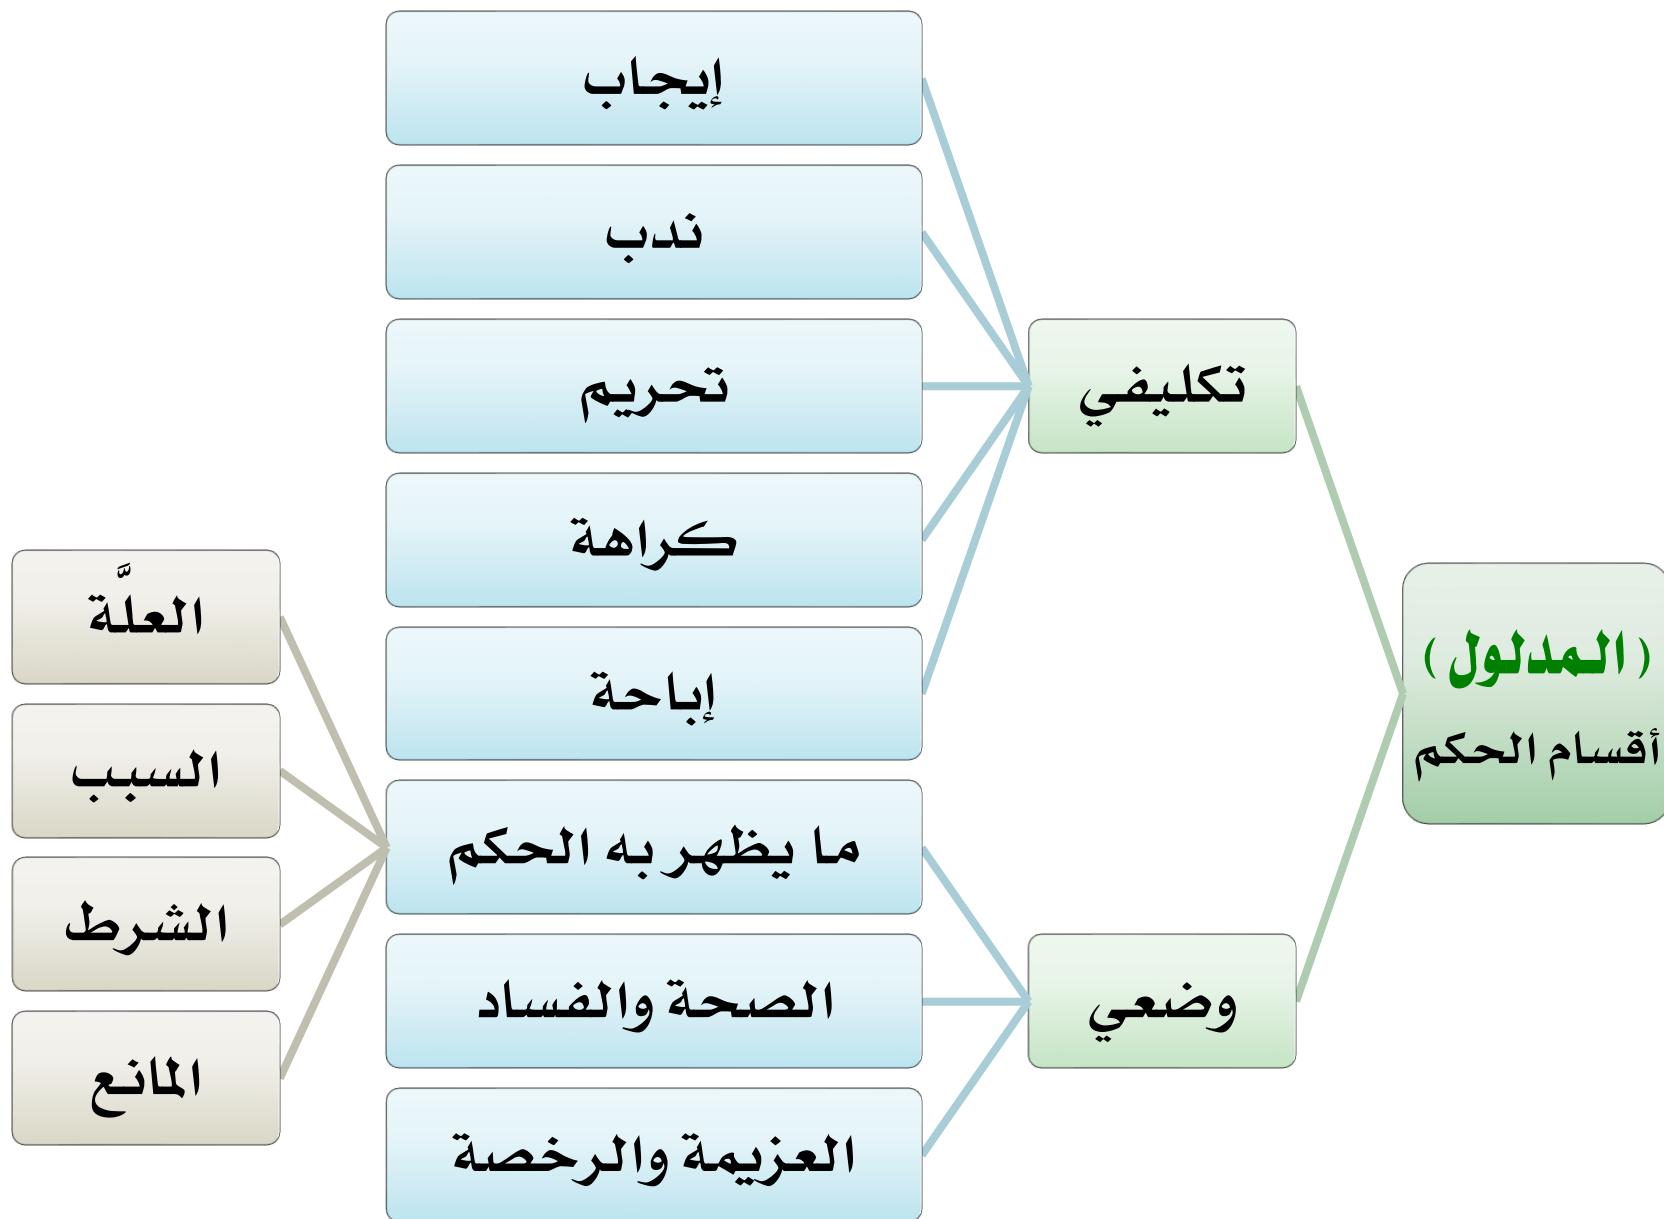 (المدلول)
أقسام الحكم
تكليفي
إيجاب
ندب
تحريم
كراهة
إباحة
وضعي
ما يظهر به الحكم
العلَّة
السبب
الشرط
المانع
الصحة والفساد
العزيمة والرخصة